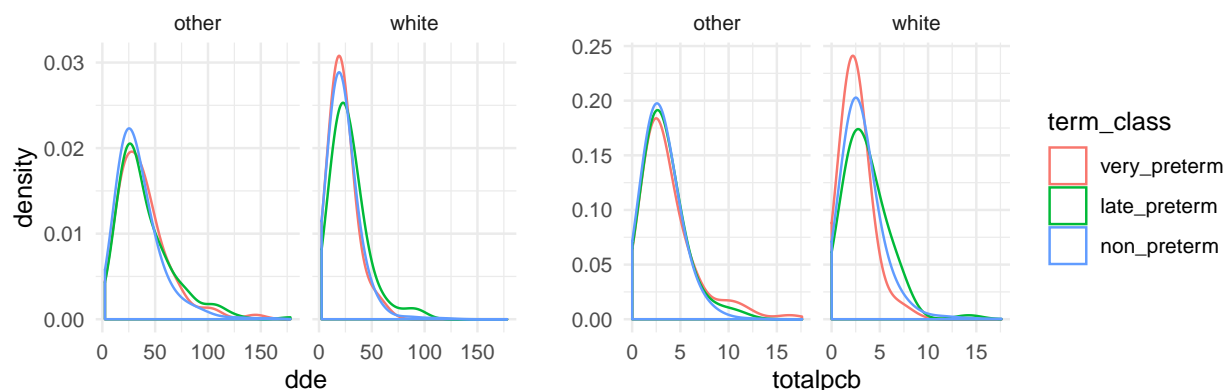 other white
0.03
0.02
0.01
0.00
density
0 50 100 150 0 50 100 150
dde
other white
0.25
0.20
0.15
0.10
0.05
0.00
0 5 10 15 0 5 10 15
totalpcb
term_class
very_preterm
late_preterm
non_preterm